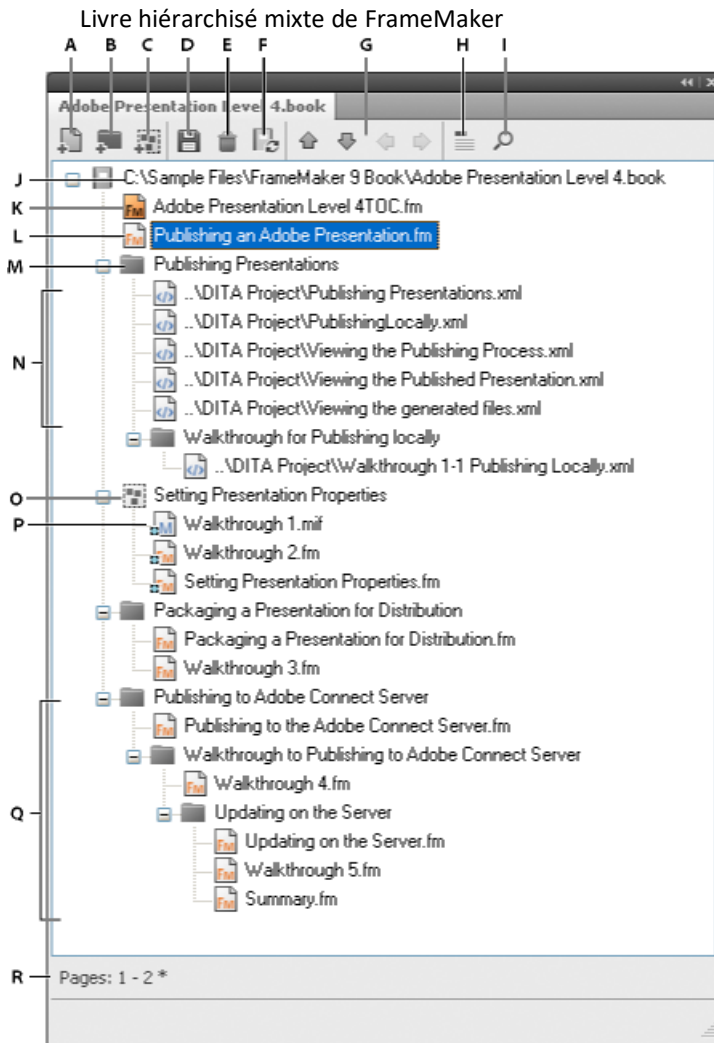 Livre hiérarchisé mixte de FrameMaker
A B C D E F G H I
Adobe Presentation Level 4.book
J C:\Sample Files\FrameMaker 9 Book\Adobe Presentation Level 4.book
K Adobe Presentation Level 4TOC.fm
L Publishing an Adobe Presentation.fm
M Publishing Presentations
..\DITA Project\Publishing Presentations.xml
..\DITA Project\PublishingLocally.xml
N ..\DITA Project\Viewing the Publishing Process.xml
..\DITA Project\Viewing the Published Presentation.xml
..\DITA Project\Viewing the generated files.xml
Walkthrough for Publishing locally
..\DITA Project\Walkthrough 1-1 Publishing Locally.xml
O Setting Presentation Properties
P Walkthrough 1.mif
Walkthrough 2.fm
Setting Presentation Properties.fm
Packaging a Presentation for Distribution
Packaging a Presentation for Distribution.fm
Walkthrough 3.fm
Publishing to Adobe Connect Server
Publishing to the Adobe Connect Server.fm
Walkthrough to Publishing to Adobe Connect Server
Walkthrough 4.fm
Q Updating on the Server
Updating on the Server.fm
Walkthrough 5.fm
Summary.fm
R Pages: 1 - 2 *